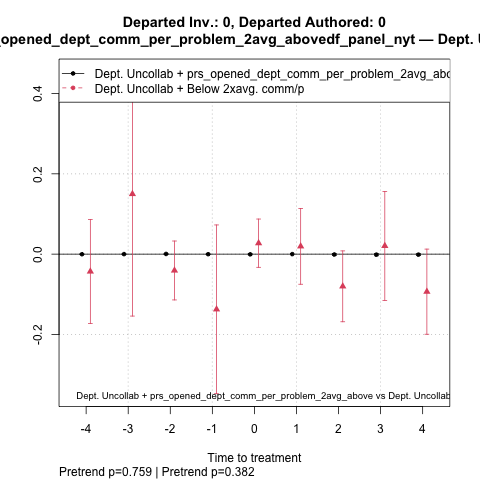 Departed Inv.: 0, Departed Authored: 0
_opened_dept_comm_per_problem_2avg_abovedf_panel_nyt — Dept. U
Dept. Uncollab + prs_opened_dept_comm_per_problem_2avg_abo
Dept. Uncollab + Below 2xavg. comm/p
0.4
0.2
0.0
-0.2
Dept. Uncollab + prs_opened_dept_comm_per_problem_2avg_above vs Dept. Uncollab
-4 -3 -2 -1 0 1 2 3 4
Time to treatment
Pretrend p=0.759 | Pretrend p=0.382